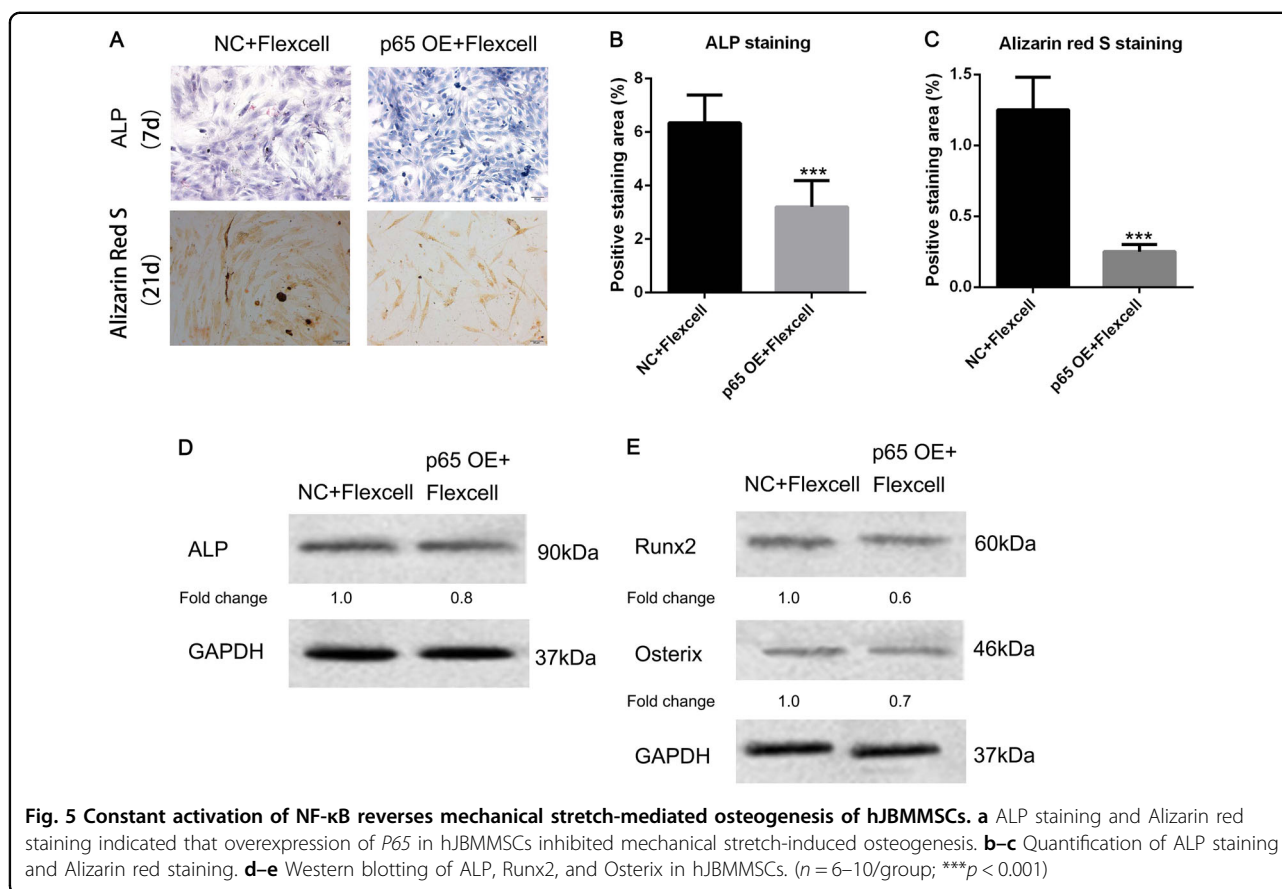 A
NC+Flexcell
p65 OE+Flexcell
ALP
(7d)
Alizarin Red S
(21d)
B
ALP staining
Positive staining area (%)
8
6
4
2
0
***
NC+Flexcell
p65 OE+Flexcell
C
Alizarin red S staining
Positive staining area (%)
1.5
1.0
0.5
0.0
***
NC+Flexcell
p65 OE+Flexcell
D
NC+Flexcell
p65 OE+
Flexcell
ALP
90kDa
Fold change 1.0 0.8
GAPDH
37kDa
E
NC+Flexcell
p65 OE+
Flexcell
Runx2
60kDa
Fold change 1.0 0.6
Osterix
46kDa
Fold change 1.0 0.7
GAPDH
37kDa
Fig. 5 Constant activation of NF-κB reverses mechanical stretch-mediated osteogenesis of hJBMMSCs. a ALP staining and Alizarin red
staining indicated that overexpression of P65 in hJBMMSCs inhibited mechanical stretch-induced osteogenesis. b–c Quantification of ALP staining
and Alizarin red staining. d–e Western blotting of ALP, Runx2, and Osterix in hJBMMSCs. (n = 6–10/group; ***p < 0.001)